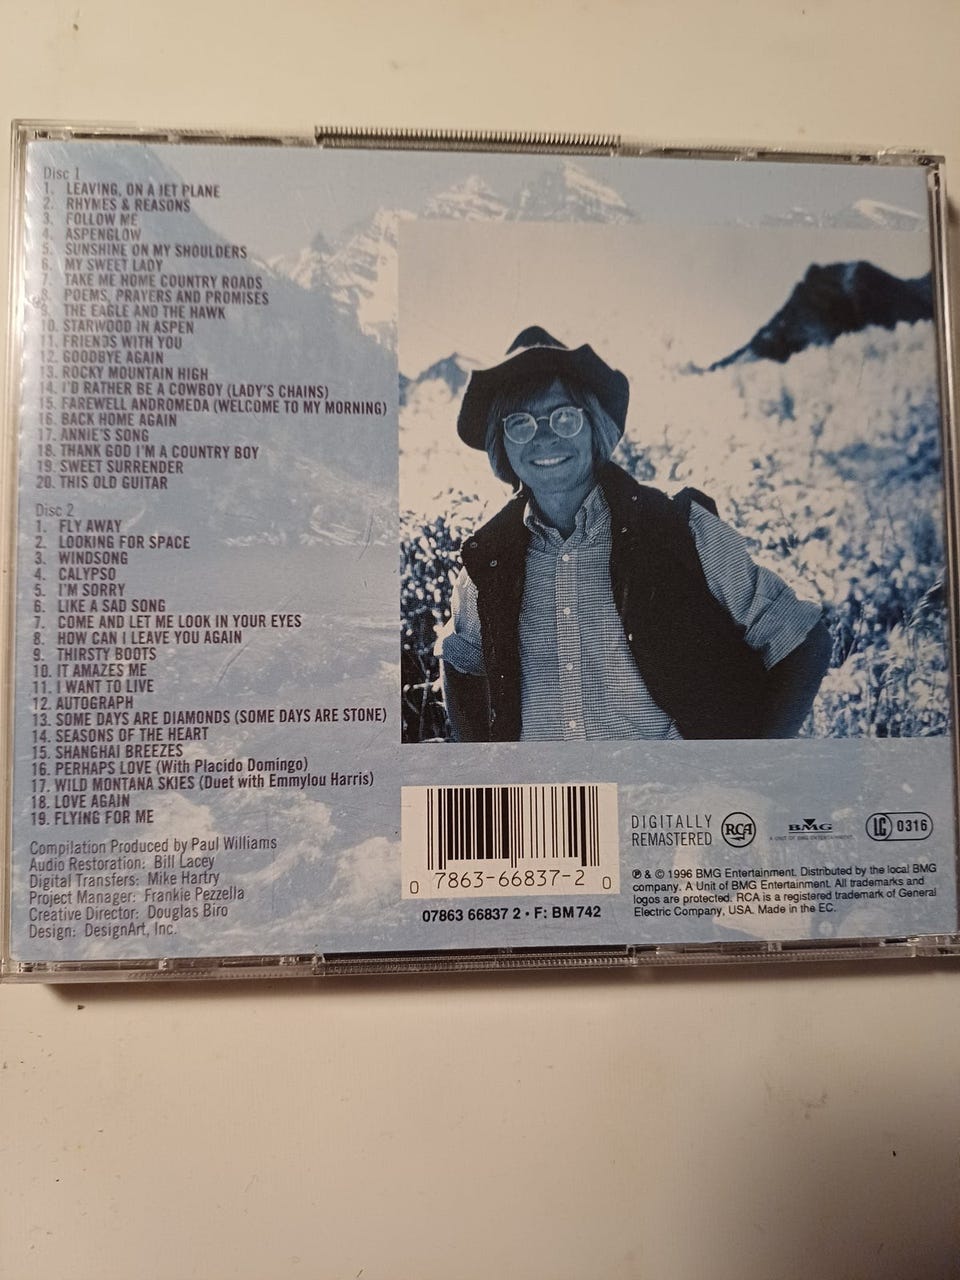 Disc 1
1. LEAVING, ON A JET PLANE
2. RHYMES & REASONS
3. FOLLOW ME
4. ASPENGLOW
5. SUNSHINE ON MY SHOULDERS
6. MY SWEET LADY
7. TAKE ME HOME COUNTRY ROADS
8. POEMS, PRAYERS AND PROMISES
9. THE EAGLE AND THE HAWK
10. STARWOOD IN ASPEN
11. FRIENDS WITH YOU
12. GOODBYE AGAIN
13. ROCKY MOUNTAIN HIGH
14. I'D RATHER BE A COWBOY (LADY'S CHAINS)
15. FAREWELL ANDROMEDA (WELCOME TO MY MORNING)
16. BACK HOME AGAIN
17. ANNIE'S SONG
18. THANK GOD I'M A COUNTRY BOY
19. SWEET SURRENDER
20. THIS OLD GUITAR
Disc 2
1. FLY AWAY
2. LOOKING FOR SPACE
3. WINDSONG
4. CALYPSO
5. I'M SORRY
6. LIKE A SAD SONG
7. COME AND LET ME LOOK IN YOUR EYES
8. HOW CAN I LEAVE YOU AGAIN
9. THIRSTY BOOTS
10. IT AMAZES ME
11. I WANT TO LIVE
12. AUTOGRAPH
13. SOME DAYS ARE DIAMONDS (SOME DAYS ARE STONE)
14. SEASONS OF THE HEART
15. SHANGHAI BREEZES
16. PERHAPS LOVE (With Placido Domingo)
17. WILD MONTANA SKIES (Duet with Emmylou Harris)
18. LOVE AGAIN
19. FLYING FOR ME
Compilation Produced by Paul Williams
Audio Restoration: Bill Lacey
Digital Transfers: Mike Hartry
Project Manager: Frankie Pezzella
Creative Director: Douglas Biro
Design: DesignArt, Inc.
0 7863-66837-2 0
07863 66837 2 • F: BM 742
DIGITALLY
REMASTERED
RCA
BMG
A UNIT OF BMG ENTERTAINMENT
LC 0316
℗ & © 1996 BMG Entertainment. Distributed by the local BMG
company. A Unit of BMG Entertainment. All trademarks and
logos are protected. RCA is a registered trademark of General
Electric Company, USA. Made in the EC.